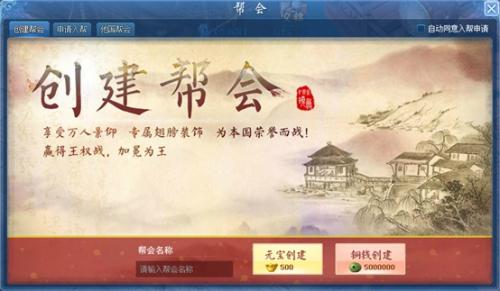 帮会
创建帮会 申请入帮 他国帮会 自动同意入帮申请
创建帮会
享受万人景仰 专属翅膀装饰 为本国荣誉而战!
赢得王权战,加冕为王
帮会名称 元宝创建 铜钱创建
请输入帮会名称 500 5000000